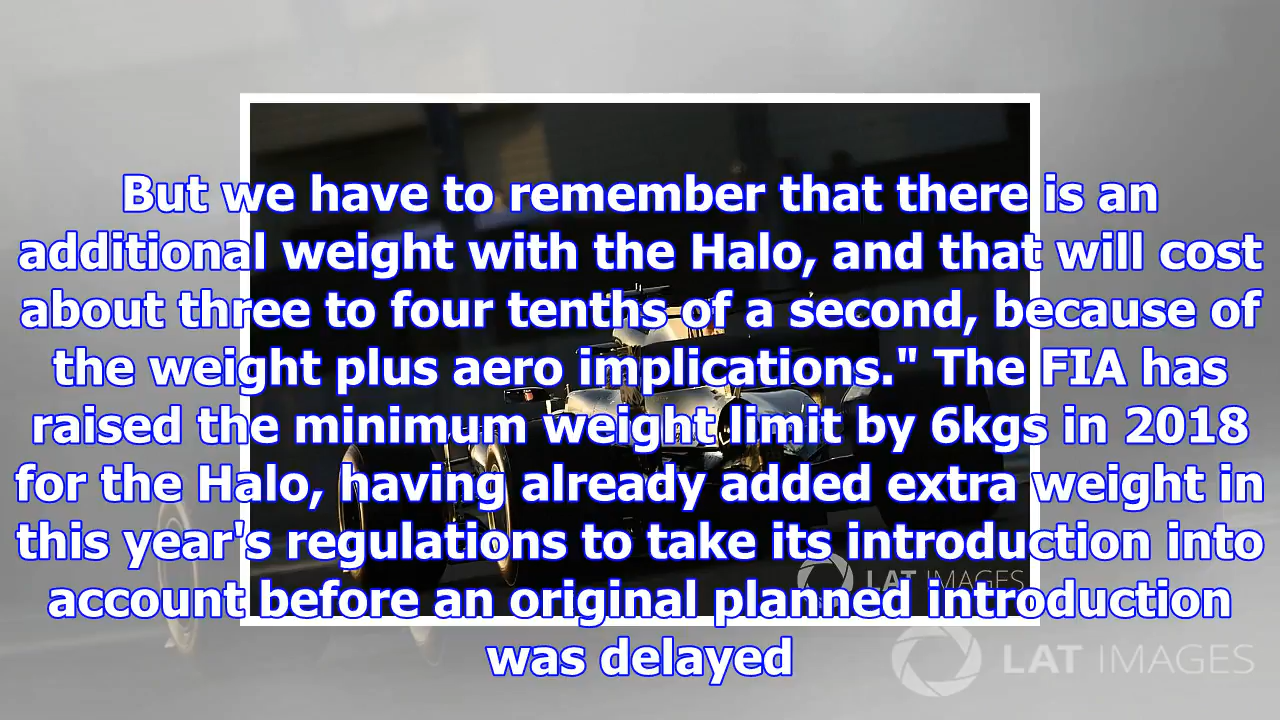 But we have to remember that there is an
additional weight with the Halo, and that will cost
about three to four tenths of a second, because of
the weight plus aero implications." The FIA has
raised the minimum weight limit by 6kgs in 2018
for the Halo, having already added extra weight in
this year's regulations to take its introduction into
account before an original planned introduction
was delayed
LAT IMAGES
LAT IMAGES